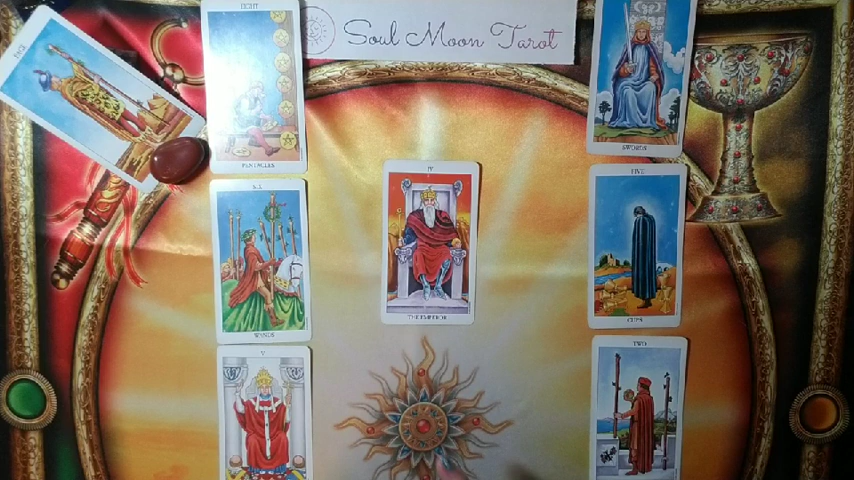 EIGHT
PENTACLES
Soul Moon Tarot
SWORDS
IV
THE EMPEROR
WANDS
FIVE
CUPS
V
TWO